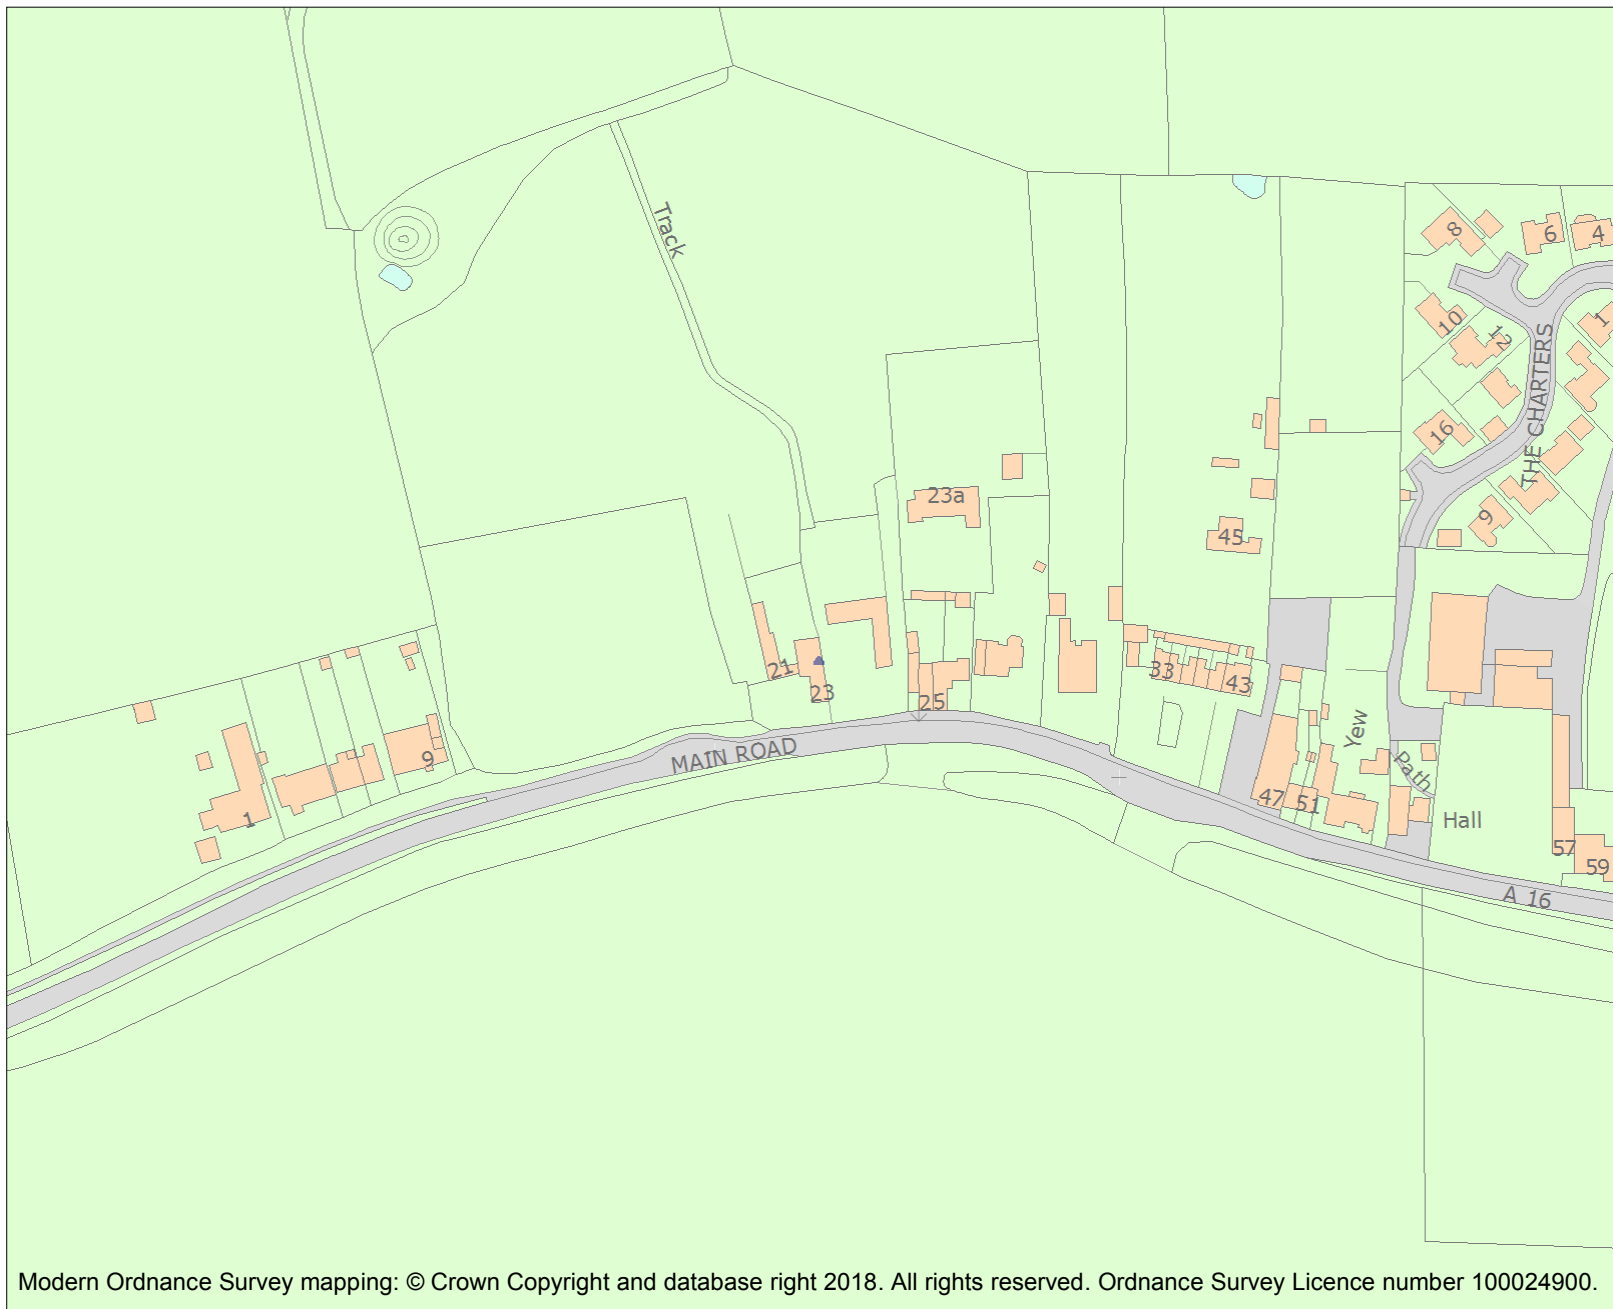 Track
8
6
4
10
12
1
THE CHARTERS
16
9
23a
45
21
23
25
33
43
MAIN ROAD
9
1
Yew
Path
47
51
Hall
57
59
A 16
Modern Ordnance Survey mapping: © Crown Copyright and database right 2018. All rights reserved. Ordnance Survey Licence number 100024900.